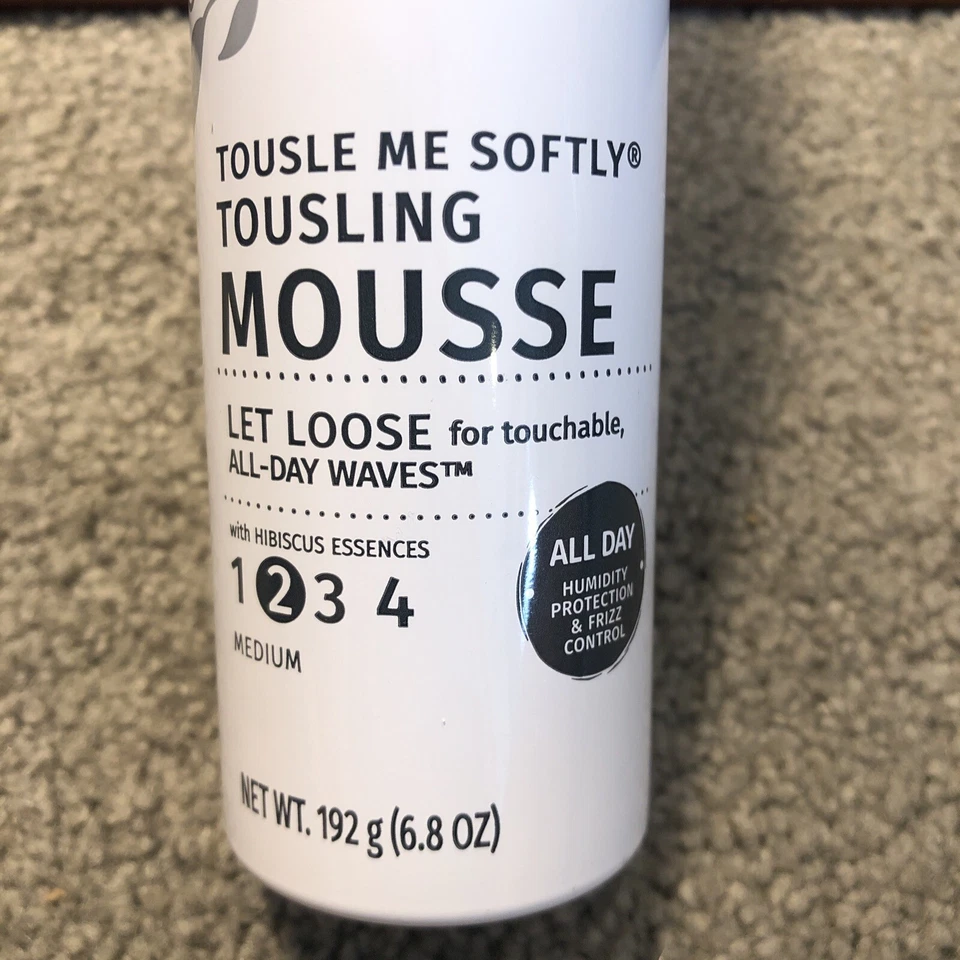 TOUSLE ME SOFTLY®
TOUSLING
MOUSSE
LET LOOSE for touchable,
ALL-DAY WAVES™
with HIBISCUS ESSENCES
1 2 3 4
MEDIUM
ALL DAY
HUMIDITY
PROTECTION
& FRIZZ
CONTROL
NET WT. 192 g (6.8 OZ)